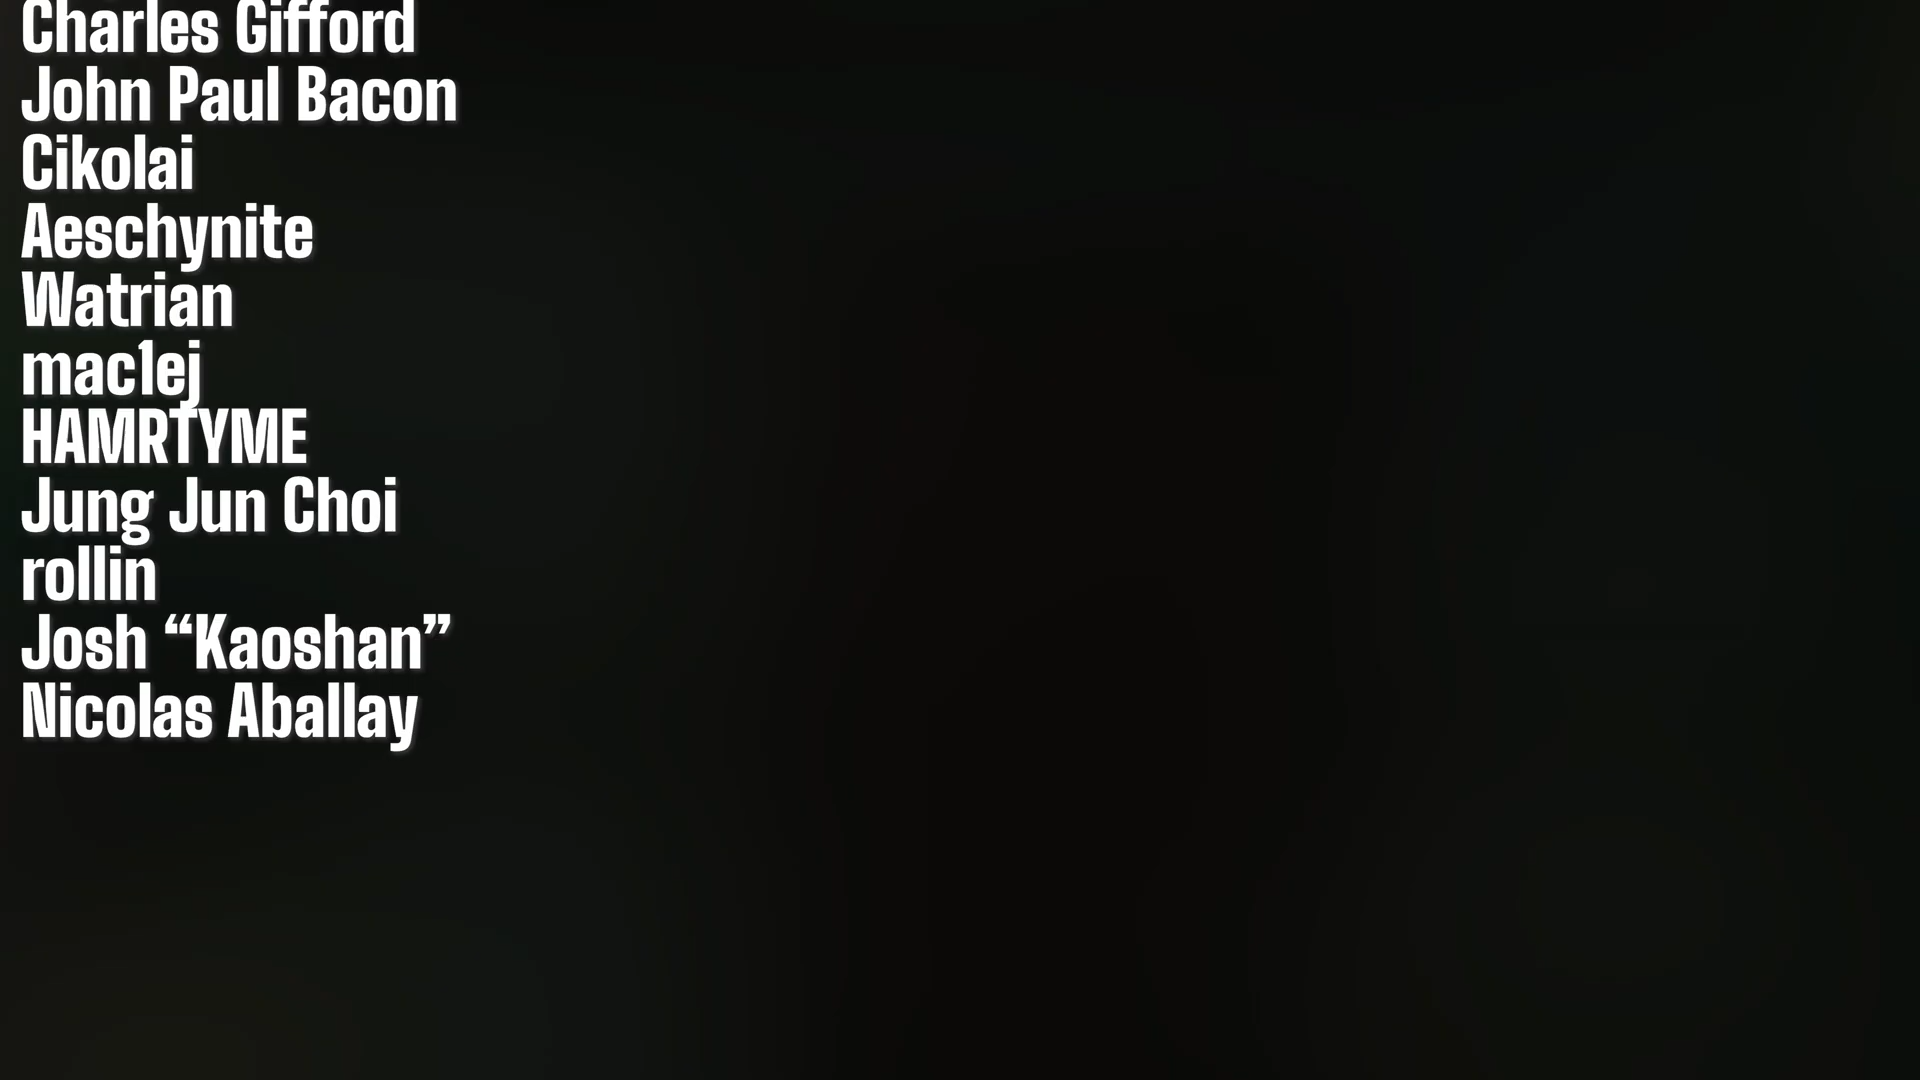 Charles Gifford
John Paul Bacon
Cikolai
Aeschynite
Watrian
mac1ej
HAMRTYME
Jung Jun Choi
rollin
Josh “Kaoshan”
Nicolas Aballay